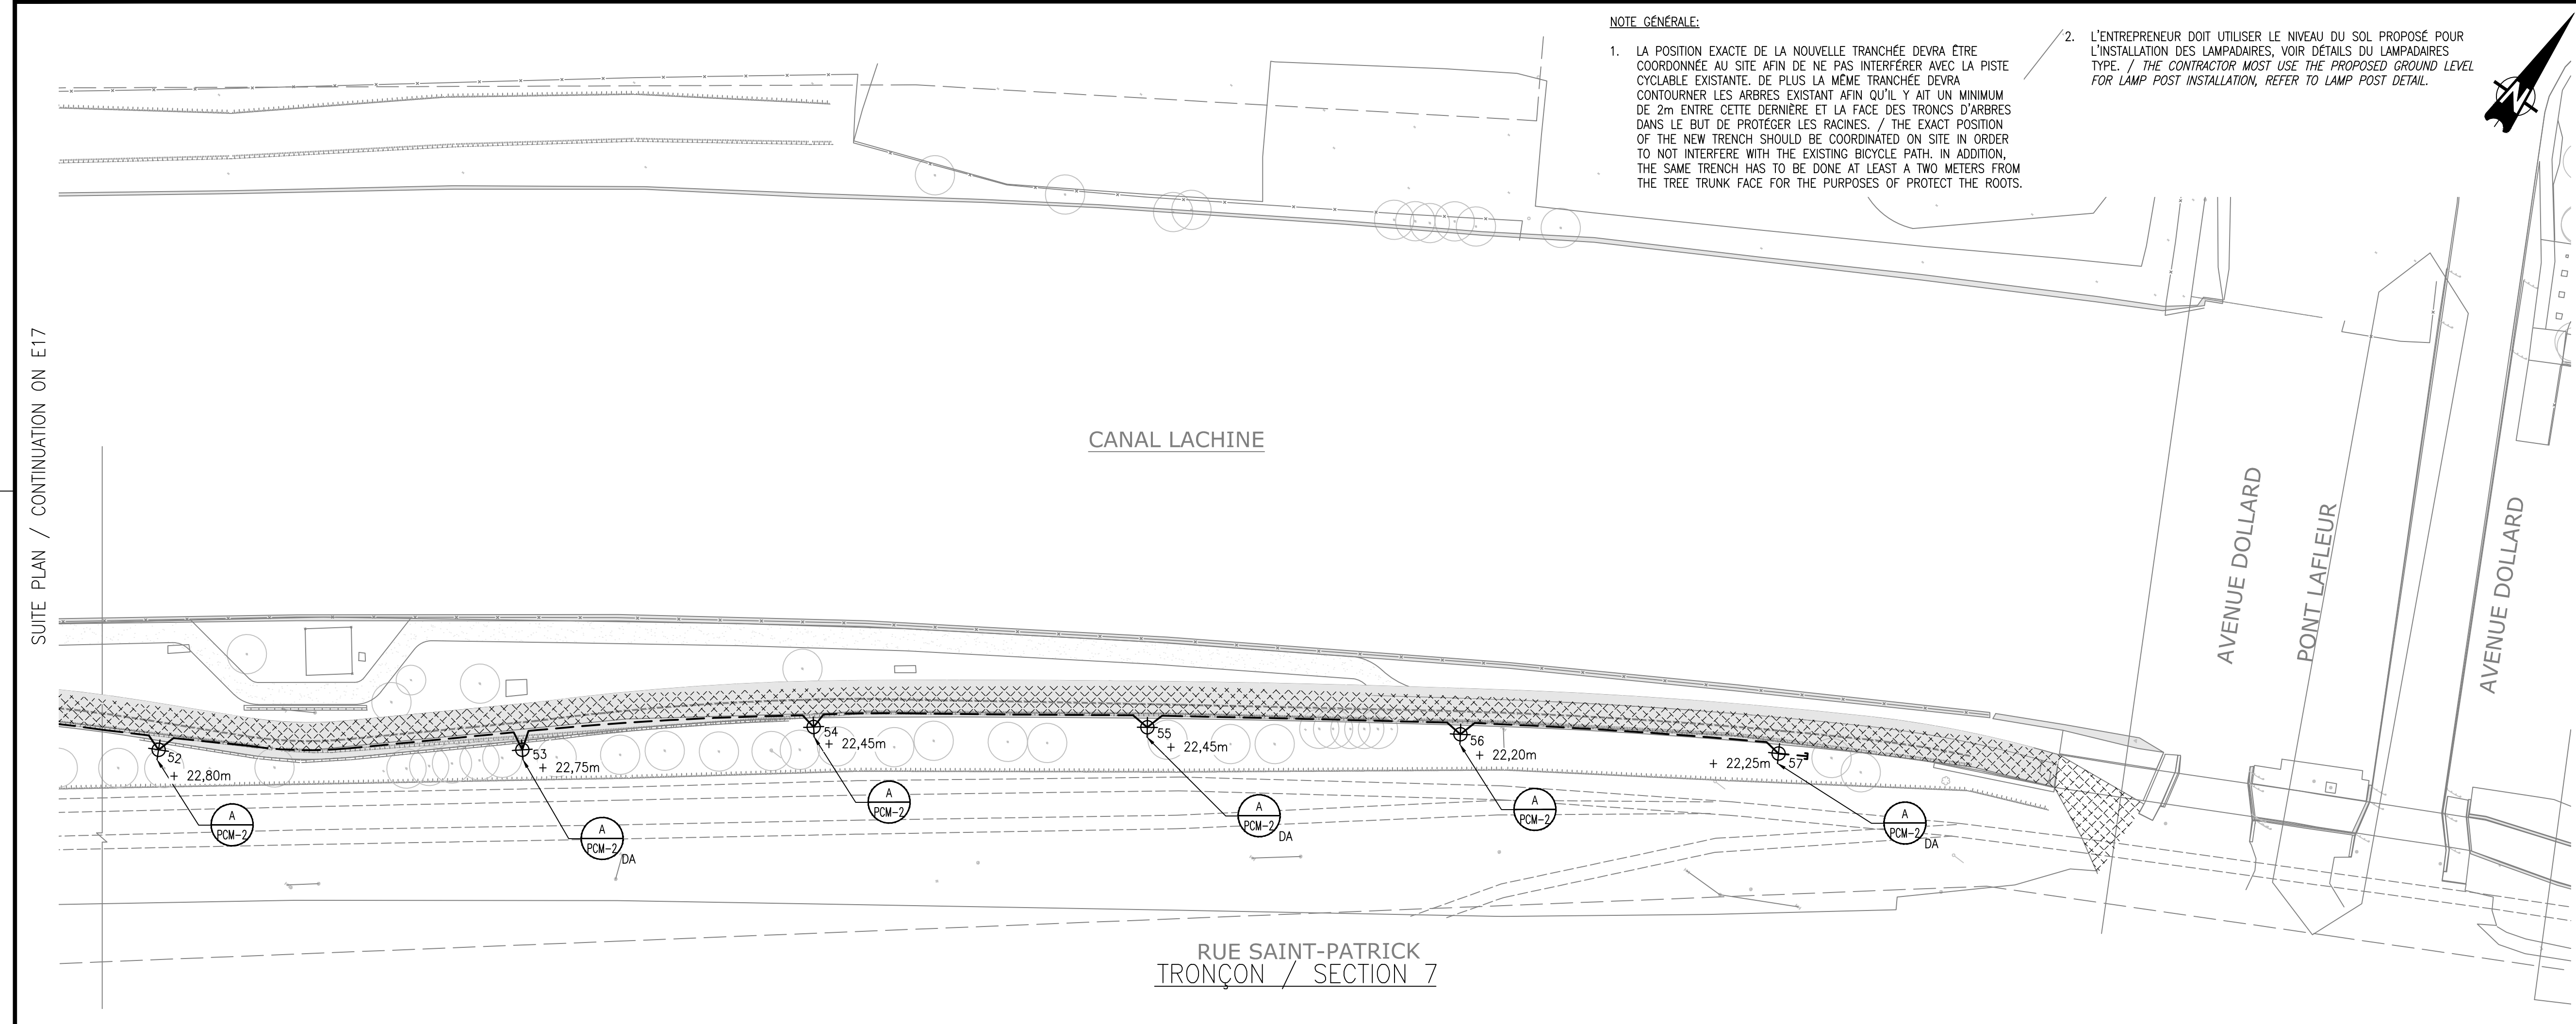 NOTE GÉNÉRALE:
1. LA POSITION EXACTE DE LA NOUVELLE TRANCHÉE DEVRA ÊTRE
COORDONNÉE AU SITE AFIN DE NE PAS INTERFÉRER AVEC LA PISTE
CYCLABLE EXISTANTE. DE PLUS LA MÊME TRANCHÉE DEVRA
CONTOURNER LES ARBRES EXISTANT AFIN QU'IL Y AIT UN MINIMUM
DE 2m ENTRE CETTE DERNIÈRE ET LA FACE DES TRONCS D'ARBRES
DANS LE BUT DE PROTÉGER LES RACINES. / THE EXACT POSITION
OF THE NEW TRENCH SHOULD BE COORDINATED ON SITE IN ORDER
TO NOT INTERFERE WITH THE EXISTING BICYCLE PATH. IN ADDITION,
THE SAME TRENCH HAS TO BE DONE AT LEAST A TWO METERS FROM
THE TREE TRUNK FACE FOR THE PURPOSES OF PROTECT THE ROOTS.
2. L'ENTREPRENEUR DOIT UTILISER LE NIVEAU DU SOL PROPOSÉ POUR
L'INSTALLATION DES LAMPADAIRES, VOIR DÉTAILS DU LAMPADAIRES
TYPE. / THE CONTRACTOR MOST USE THE PROPOSED GROUND LEVEL
FOR LAMP POST INSTALLATION, REFER TO LAMP POST DETAIL.
N
SUITE PLAN / CONTINUATION ON E17
CANAL LACHINE
AVENUE DOLLARD
PONT LAFLEUR
AVENUE DOLLARD
52
+ 22,80m
A
PCM-2
53
+ 22,75m
A
PCM-2
DA
54
+ 22,45m
A
PCM-2
55
+ 22,45m
A
PCM-2
DA
56
+ 22,20m
A
PCM-2
57
+ 22,25m
A
PCM-2
DA
RUE SAINT-PATRICK
TRONÇON / SECTION 7